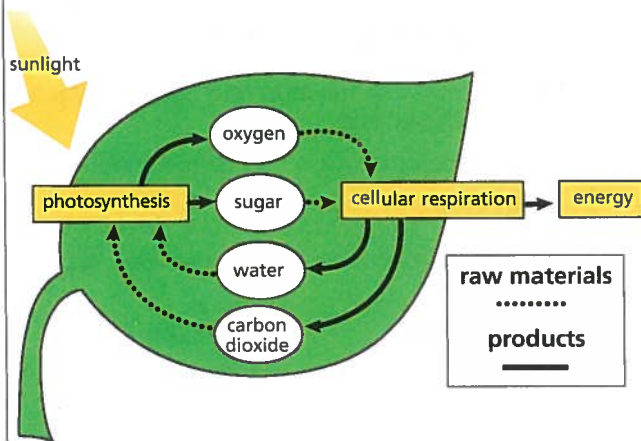 sunlight
oxygen
photosynthesis
sugar
cellular respiration
energy
water
carbon
dioxide
raw materials
products